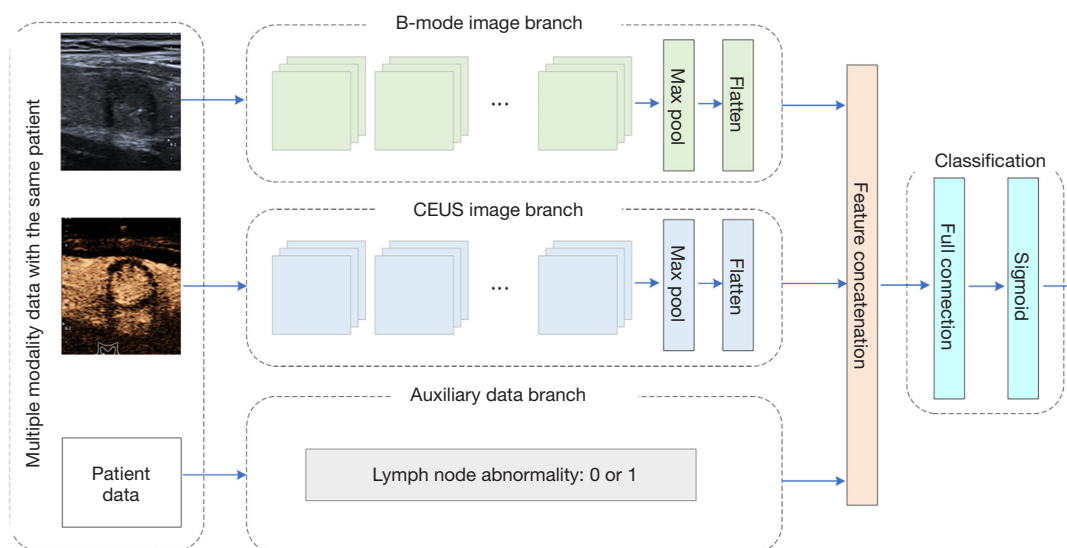 Multiple modality data with the same patient
B-mode image branch
...
Max pool
Flatten
CEUS image branch
...
Max pool
Flatten
Patient
data
Auxiliary data branch
Lymph node abnormality: 0 or 1
Feature concatenation
Classification
Full connection
Sigmoid